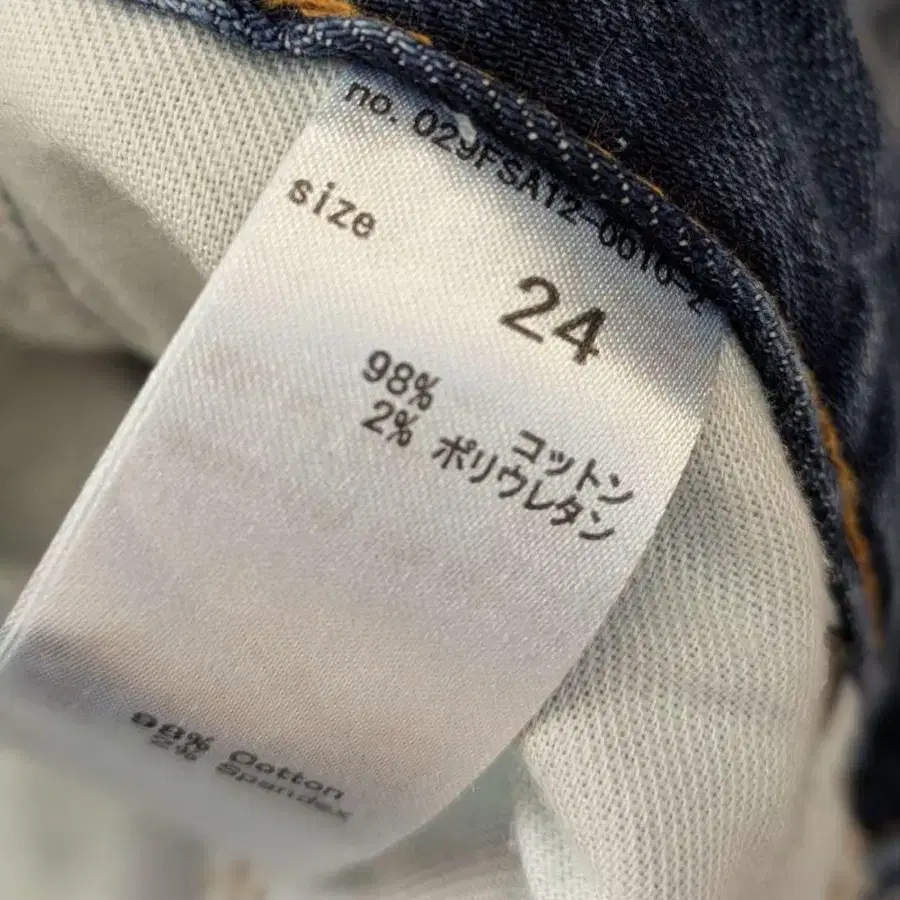 no. 029FSA12-0010-2
size
24
98% コットン
2% ポリウレタン
98% Cotton
2% Spandex